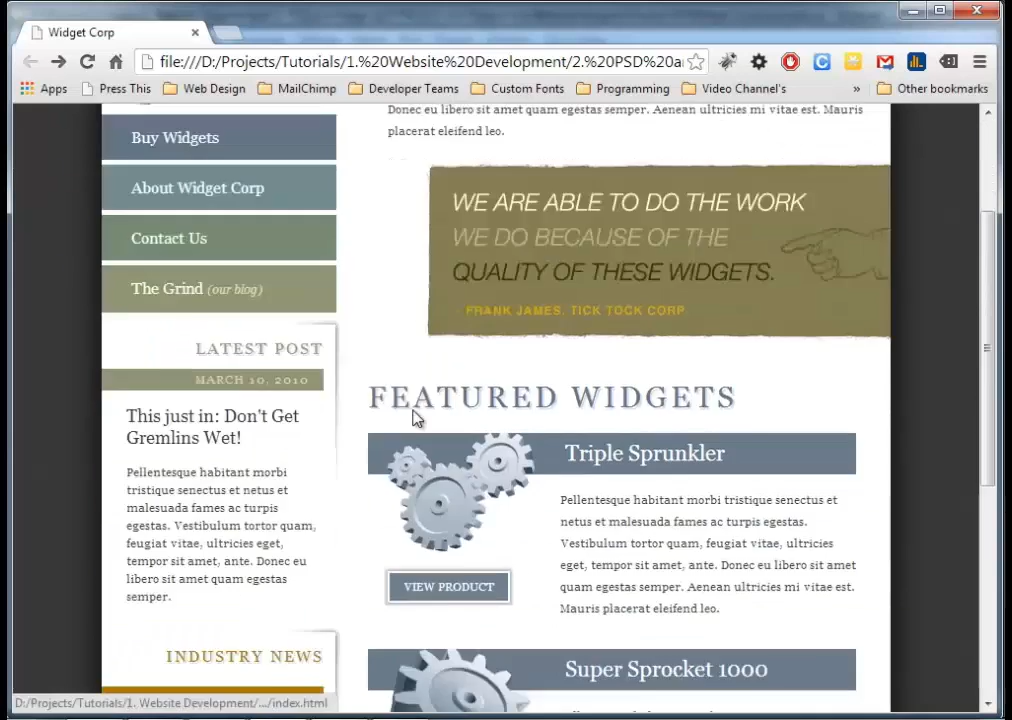 Widget Corp
file:///D:/Projects/Tutorials/1.%20Website%20Development/2.%20PSD%20a
Apps
Press This
Web Design
MailChimp
Developer Teams
Custom Fonts
Programming
Video Channel's
»
Other bookmarks
Buy Widgets
About Widget Corp
Contact Us
The Grind (our blog)
LATEST POST
MARCH 10, 2010
This just in: Don't Get
Gremlins Wet!
Pellentesque habitant morbi
tristique senectus et netus et
malesuada fames ac turpis
egestas. Vestibulum tortor quam,
feugiat vitae, ultricies eget,
tempor sit amet, ante. Donec eu
libero sit amet quam egestas
semper.
INDUSTRY NEWS
Donec eu libero sit amet quam egestas semper. Aenean ultricies mi vitae est. Mauris
placerat eleifend leo.
WE ARE ABLE TO DO THE WORK
WE DO BECAUSE OF THE
QUALITY OF THESE WIDGETS.
FRANK JAMES, TICK TOCK CORP
FEATURED WIDGETS
Triple Sprunkler
Pellentesque habitant morbi tristique senectus et
netus et malesuada fames ac turpis egestas.
Vestibulum tortor quam, feugiat vitae, ultricies
eget, tempor sit amet, ante. Donec eu libero sit
amet quam egestas semper. Aenean ultricies mi vitae est.
Mauris placerat eleifend leo.
VIEW PRODUCT
Super Sprocket 1000
D:/Projects/Tutorials/1. Website Development/.../index.html